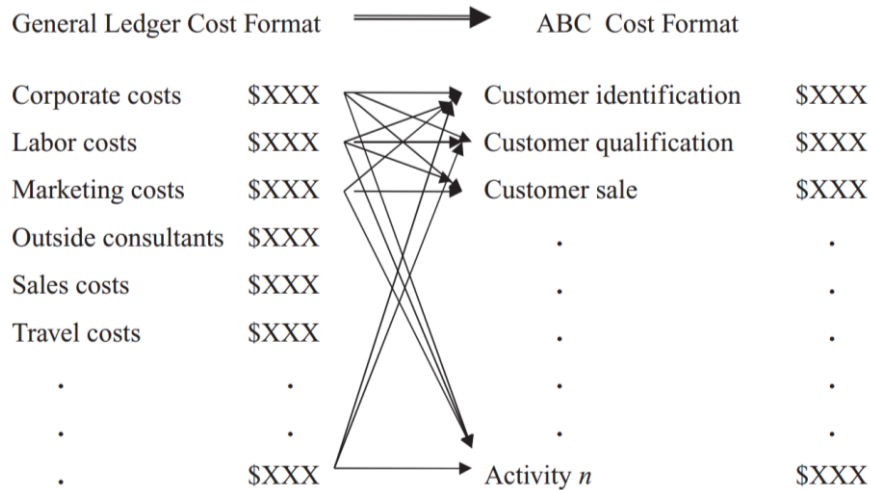 General Ledger Cost Format ABC Cost Format
Corporate costs $XXX Customer identification $XXX
Labor costs $XXX Customer qualification $XXX
Marketing costs $XXX Customer sale $XXX
Outside consultants $XXX . .
Sales costs $XXX . .
Travel costs $XXX . .
. . . .
. . . .
. $XXX Activity n $XXX